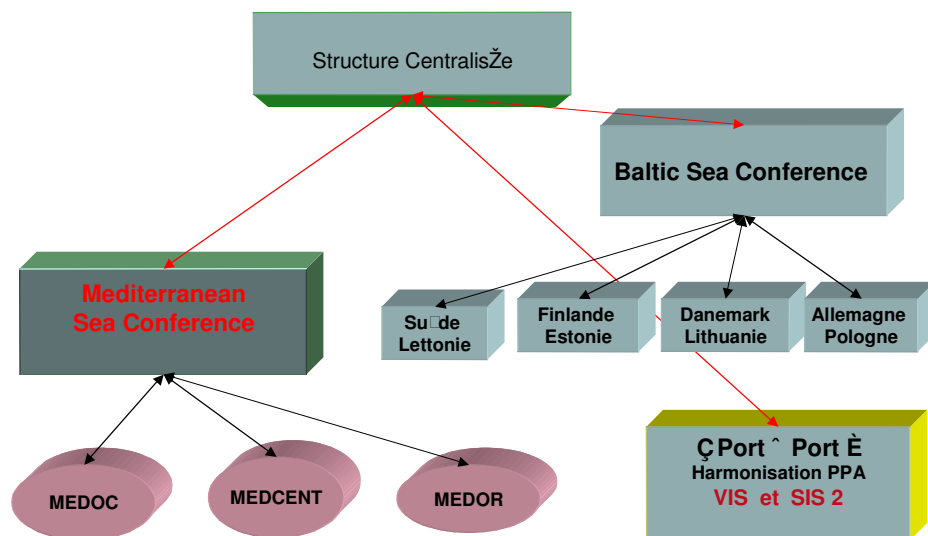 Structure CentralisŽe
Baltic Sea Conference
Mediterranean
Sea Conference
Su□de
Lettonie
Finlande
Estonie
Danemark
Lithuanie
Allemagne
Pologne
ÇPort ˆ Port È
Harmonisation PPA
VIS et SIS 2
MEDOC
MEDCENT
MEDOR